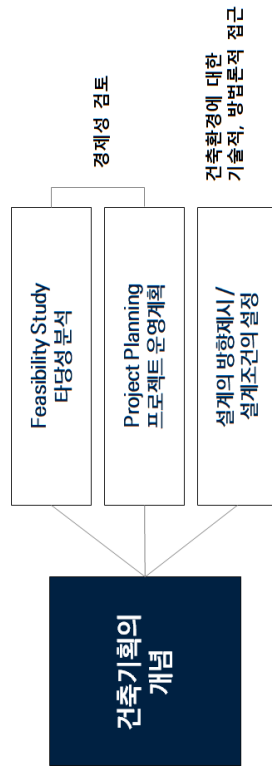 건축기획의
개념
Feasibility Study
타당성 분석
Project Planning
프로젝트 운영계획
설계의 방향제시 /
설계조건의 설정
경제성 검토
건축환경에 대한
기술적, 방법론적 접근